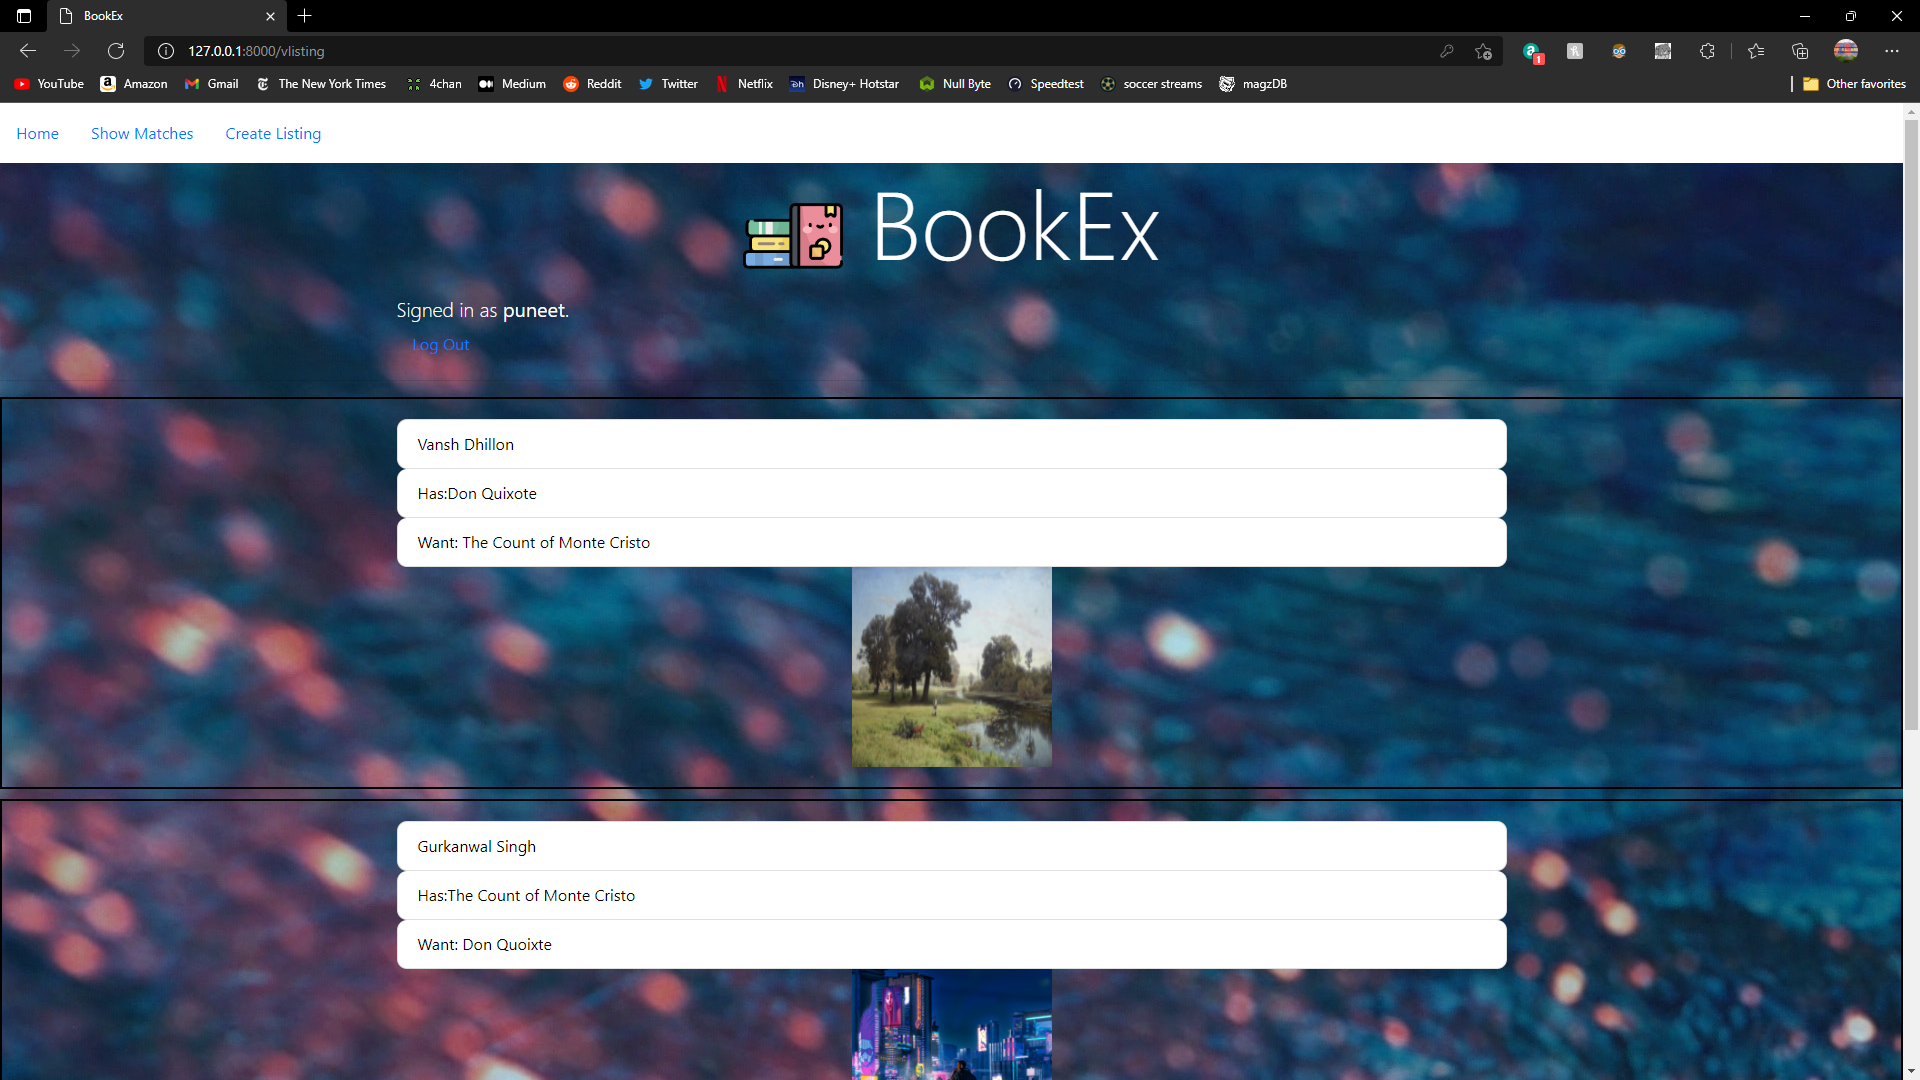 BookEx
127.0.0.1:8000/vlisting
1
YouTube Amazon Gmail The New York Times 4chan Medium Reddit Twitter Netflix Disney+ Hotstar Null Byte Speedtest soccer streams magzDB Other favorites
Home Show Matches Create Listing
BookEx
Signed in as puneet.
Log Out
Vansh Dhillon
Has:Don Quixote
Want: The Count of Monte Cristo
Gurkanwal Singh
Has:The Count of Monte Cristo
Want: Don Quoixte